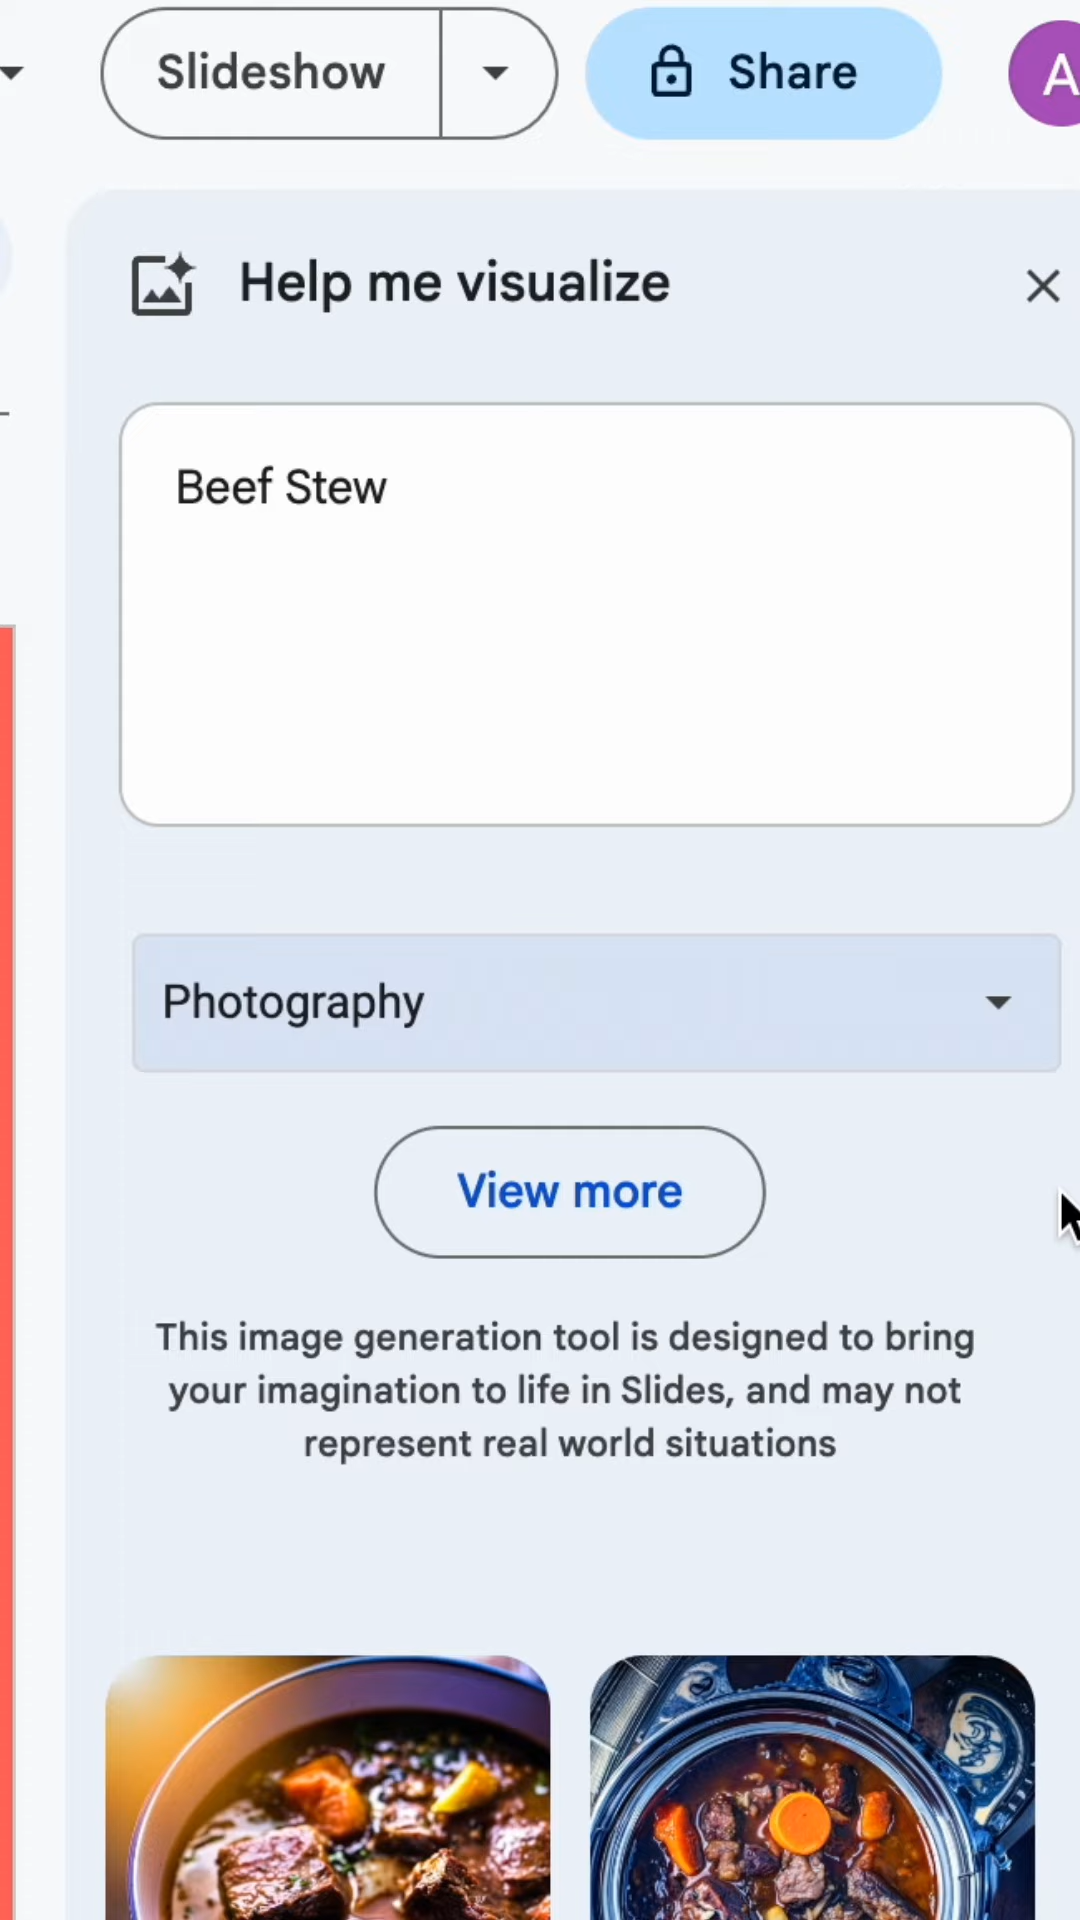 Slideshow
Share
A
Help me visualize
Beef Stew
Photography
View more
This image generation tool is designed to bring
your imagination to life in Slides, and may not
represent real world situations